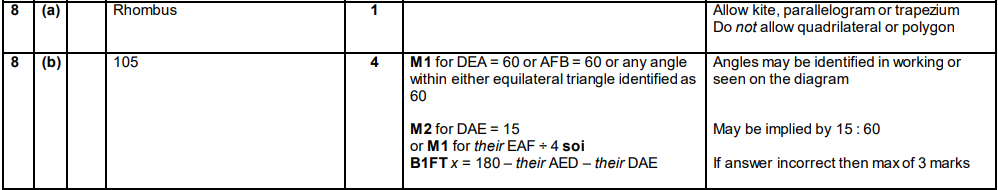 8 (a) Rhombus 1 Allow kite, parallelogram or trapezium
Do not allow quadrilateral or polygon
8 (b) 105 4 M1 for DEA = 60 or AFB = 60 or any angle
within either equilateral triangle identified as
60
Angles may be identified in working or
seen on the diagram
M2 for DAE = 15
May be implied by 15 : 60
or M1 for their EAF ÷ 4 soi
B1FT x = 180 – their AED – their DAE
If answer incorrect then max of 3 marks